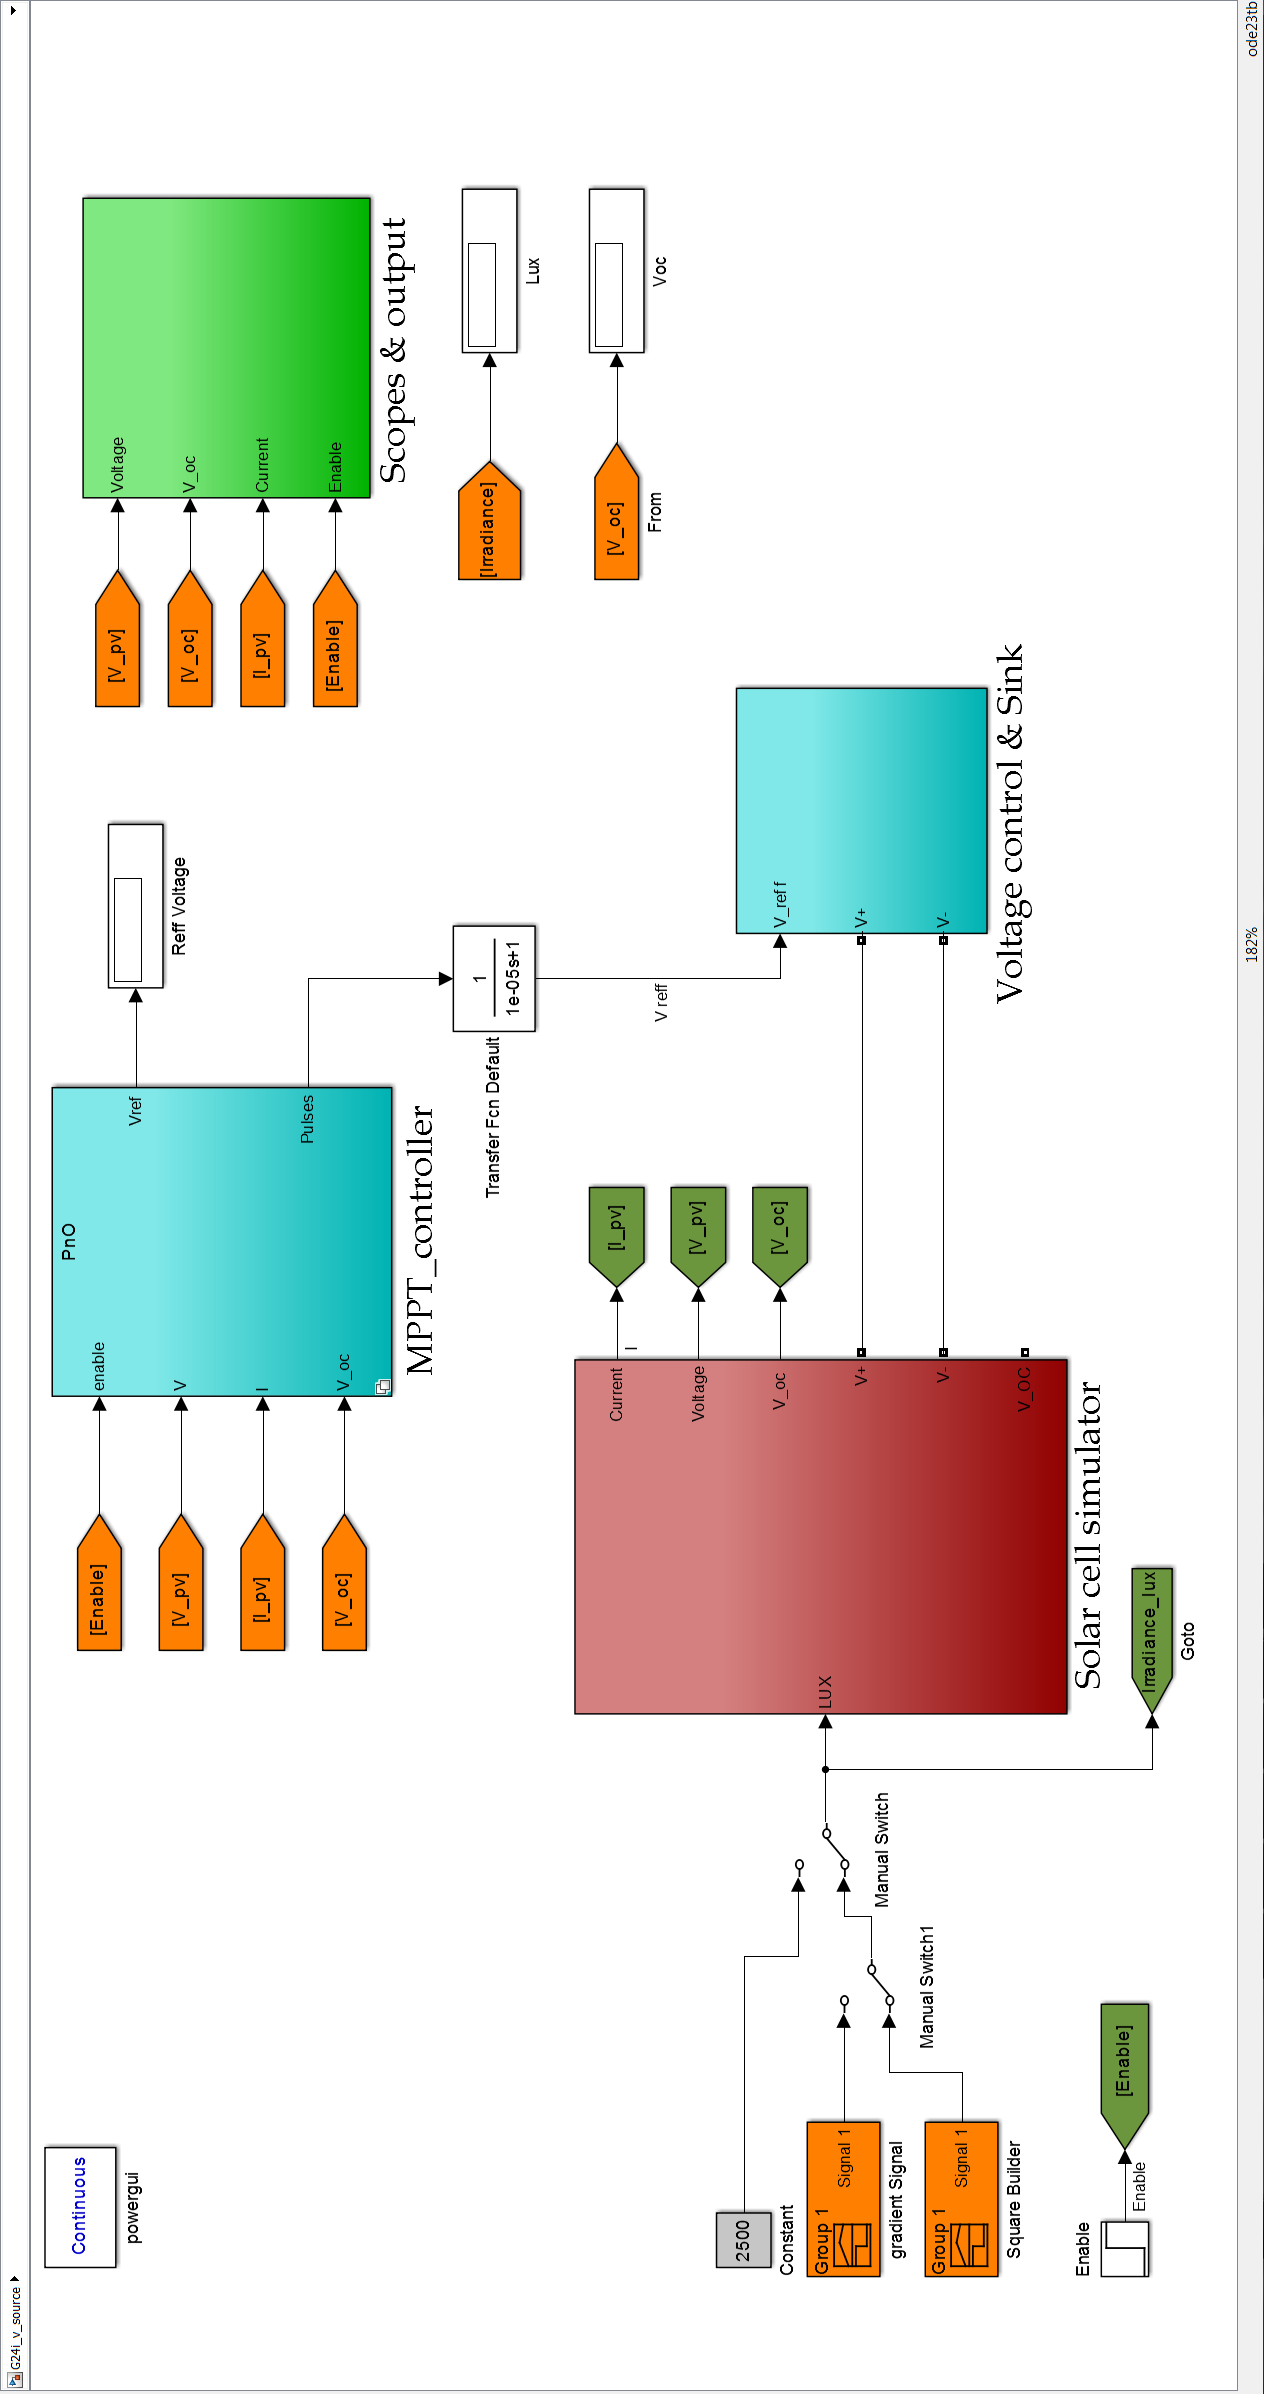 G24i_v_source
Continuous
powergui
[Enable]
[V_pv]
[I_pv]
[V_oc]
enable
V
I
V_oc
PnO
Vref
Pulses
MPPT_controller
Reff Voltage
[V_pv]
[V_oc]
[I_pv]
[Enable]
Voltage
V_oc
Current
Enable
Scopes & output
[Irradiance]
Lux
[V_oc]
From
Voc
1
1e-05s+1
Transfer Fcn Default
V reff
V_reff
V+
V-
Voltage control & Sink
2500
Constant
Group 1
Signal 1
gradient Signal
Group 1
Signal 1
Square Builder
Manual Switch1
Manual Switch
LUX
Current
Voltage
V_oc
V+
V-
V_OC
I
Solar cell simulator
[I_pv]
[V_pv]
[V_oc]
Irradiance_lux
Goto
Enable
Enable
[Enable]
182%
ode23tb